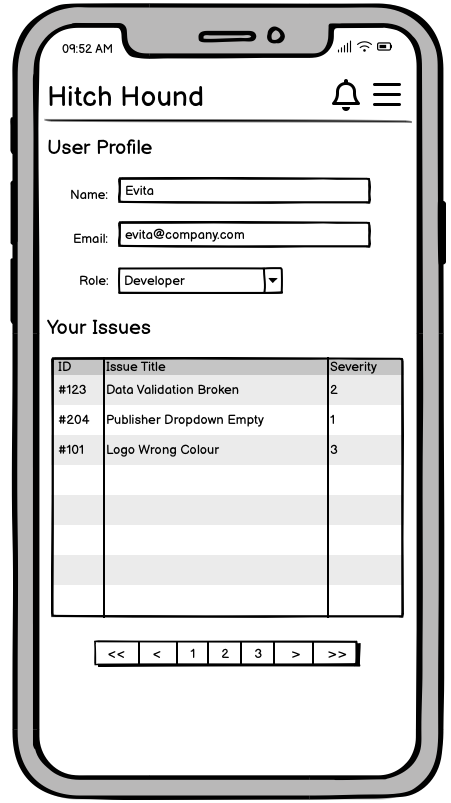 09:52 AM
Hitch Hound
User Profile
Name: Evita
Email: evita@company.com
Role: Developer
Your Issues
ID Issue Title Severity
#123 Data Validation Broken 2
#204 Publisher Dropdown Empty 1
#101 Logo Wrong Colour 3
<< < 1 2 3 > >>